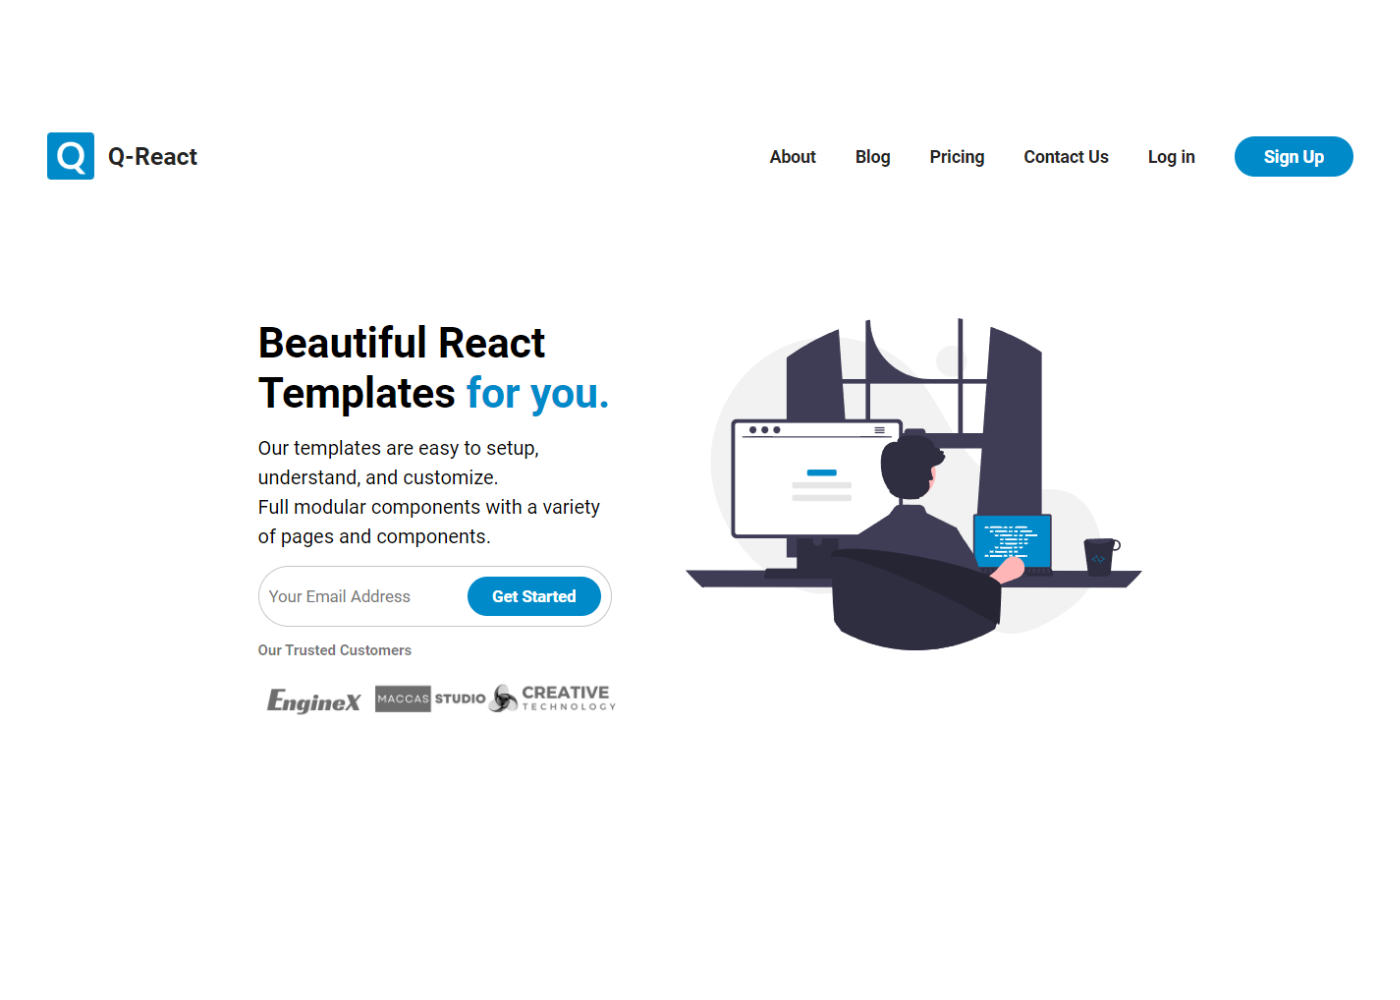 Q
Q-React
About
Blog
Pricing
Contact Us
Log in
Sign Up
Beautiful React
Templates for you.
Our templates are easy to setup,
understand, and customize.
Full modular components with a variety
of pages and components.
Your Email Address
Get Started
Our Trusted Customers
EngineX
MACCAS STUDIO
CREATIVE
TECHNOLOGY